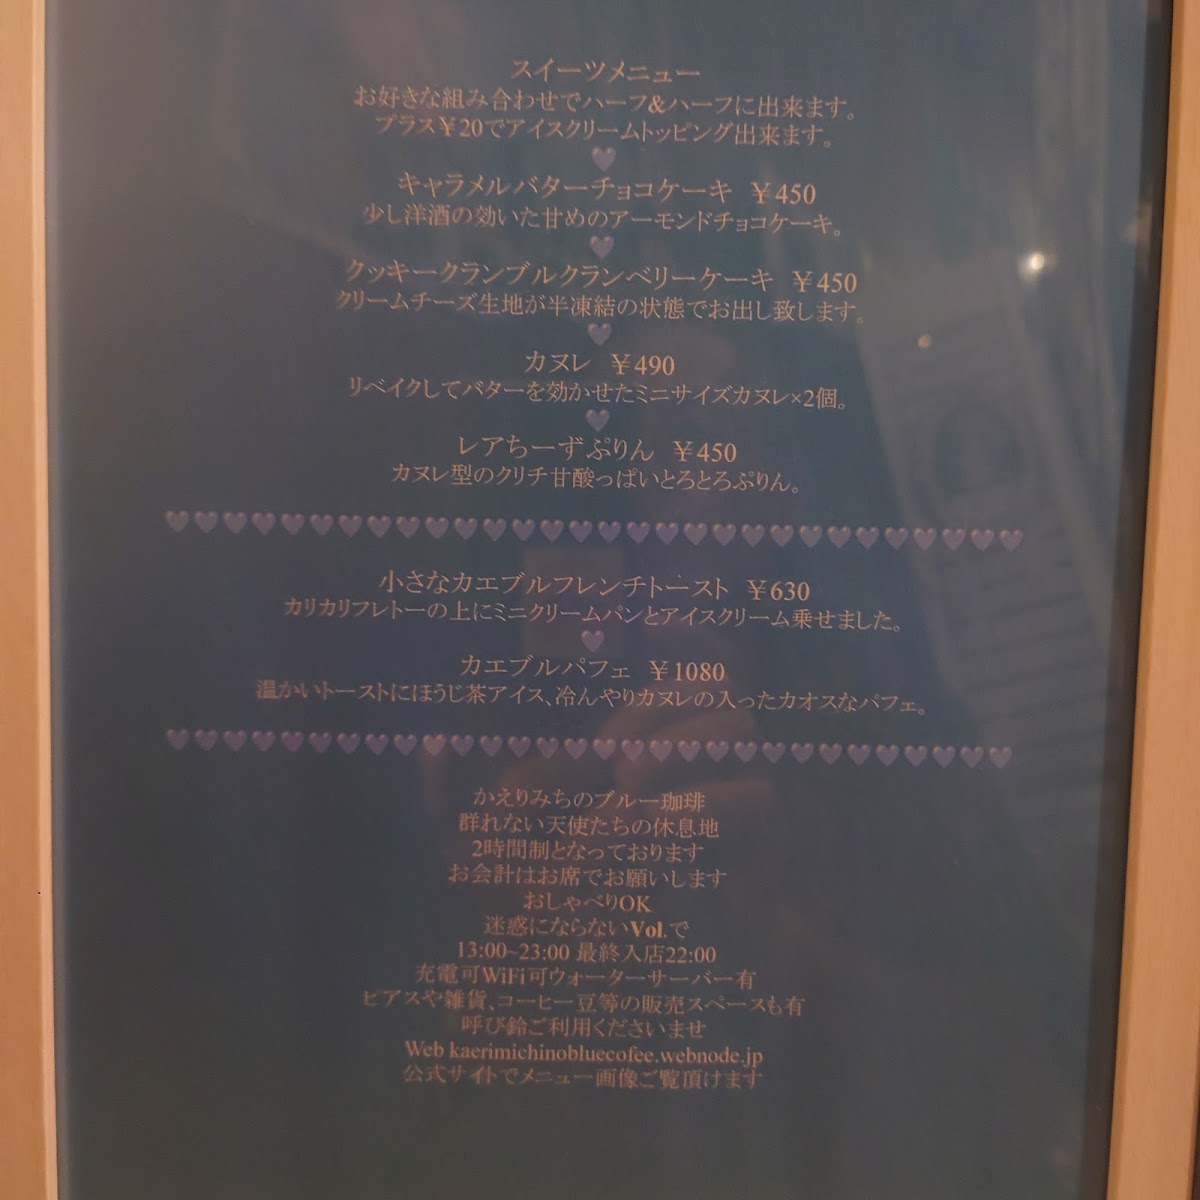 スイーツメニュー
お好きな組み合わせでハーフ&ハーフに出来ます。
プラス￥20でアイスクリームトッピング出来ます。
キャラメルバターチョコケーキ ￥450
少し洋酒の効いた甘めのアーモンドチョコケーキ。
クッキークランブルクランベリーケーキ ￥450
クリームチーズ生地が半凍結の状態でお出し致します。
カヌレ ￥490
リベイクしてバターを効かせたミニサイズカヌレ×2個。
レアちーずぷりん ￥450
カヌレ型のクリチ甘酸っぱいとろとろぷりん。
小さなカエブルフレンチトースト ￥630
カリカリフレトーの上にミニクリームパンとアイスクリーム乗せました。
カエブルパフェ ￥1080
温かいトーストにほうじ茶アイス、冷んやりカヌレの入ったカオスなパフェ。
かえりみちのブルー珈琲
群れない天使たちの休息地
2時間制となっております
お会計はお席でお願いします
おしゃべりOK
迷惑にならないVol.で
13:00~23:00 最終入店22:00
充電可WiFi可ウォーターサーバー有
ピアスや雑貨、コーヒー豆等の販売スペースも有
呼び鈴ご利用くださいませ
Web kaerimichinobluecofee.webnode.jp
公式サイトでメニュー画像ご覧頂けます